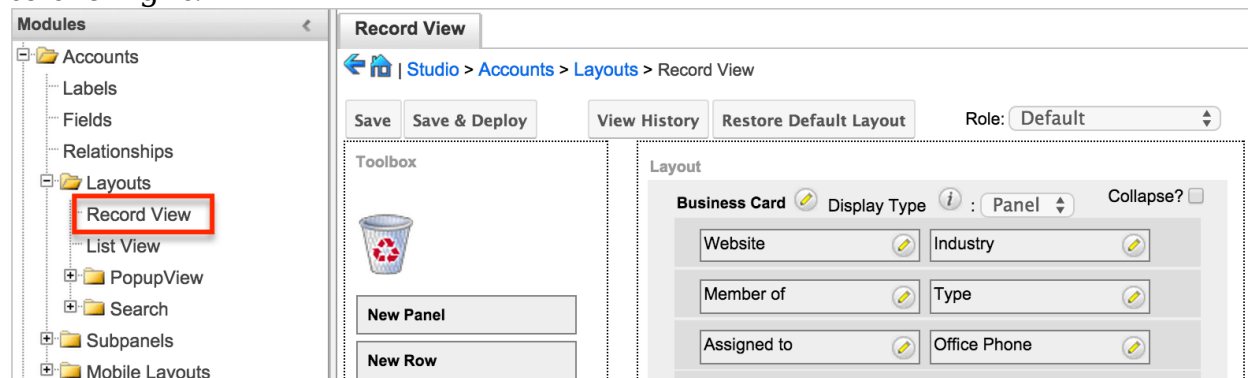 Modules <
Accounts
Labels
Fields
Relationships
Layouts
Record View
List View
PopupView
Search
Subpanels
Mobile Layouts
Record View
| Studio > Accounts > Layouts > Record View
Save Save & Deploy View History Restore Default Layout Role: Default
Toolbox
New Panel
New Row
Layout
Business Card Display Type i : Panel Collapse?
Website Industry
Member of Type
Assigned to Office Phone